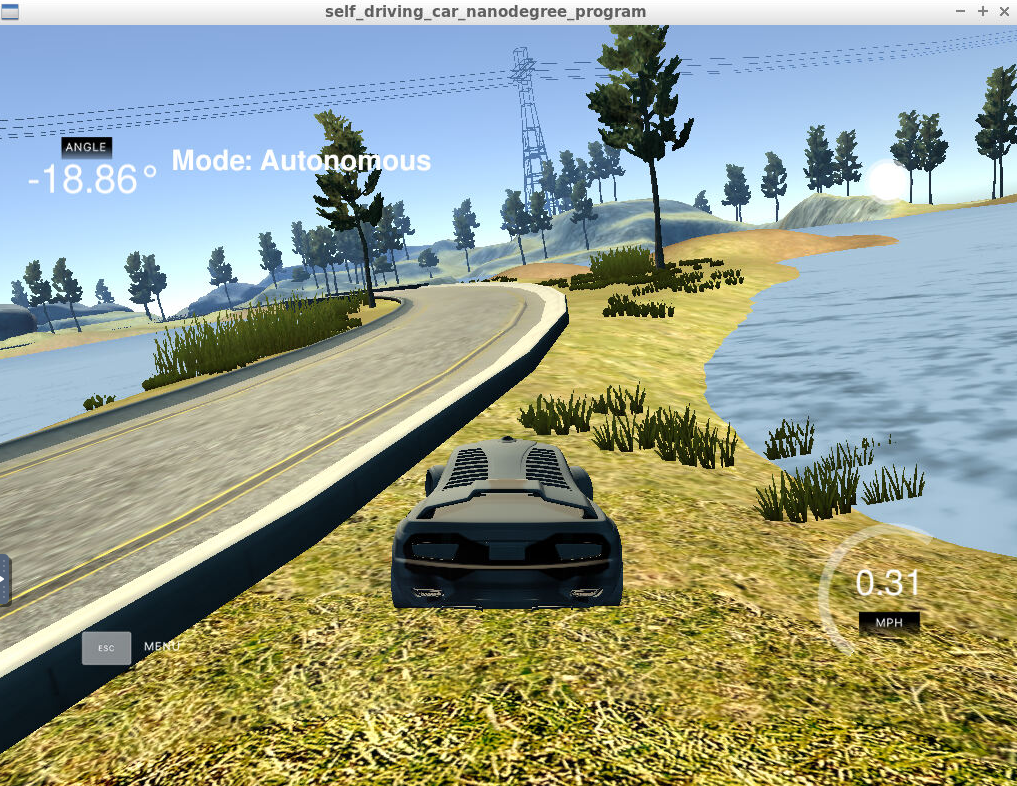 self_driving_car_nanodegree_program
ANGLE
-18.86°
Mode: Autonomous
0.31
MPH
ESC
MENU